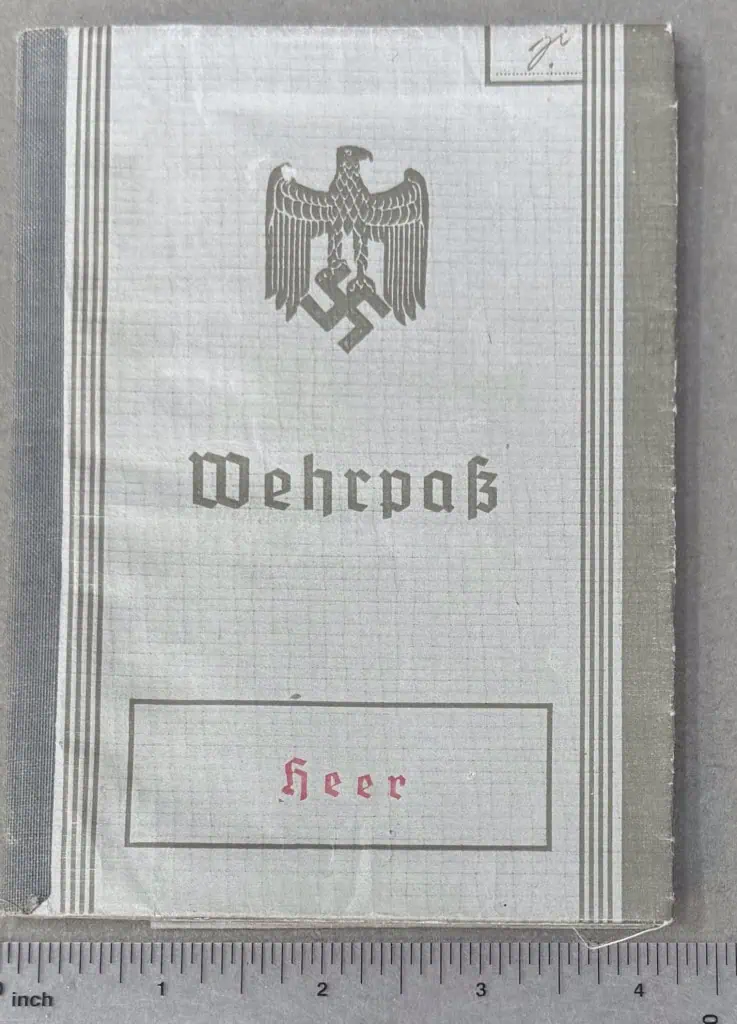 Wehrpaß
Heer
inch 1 2 3 4